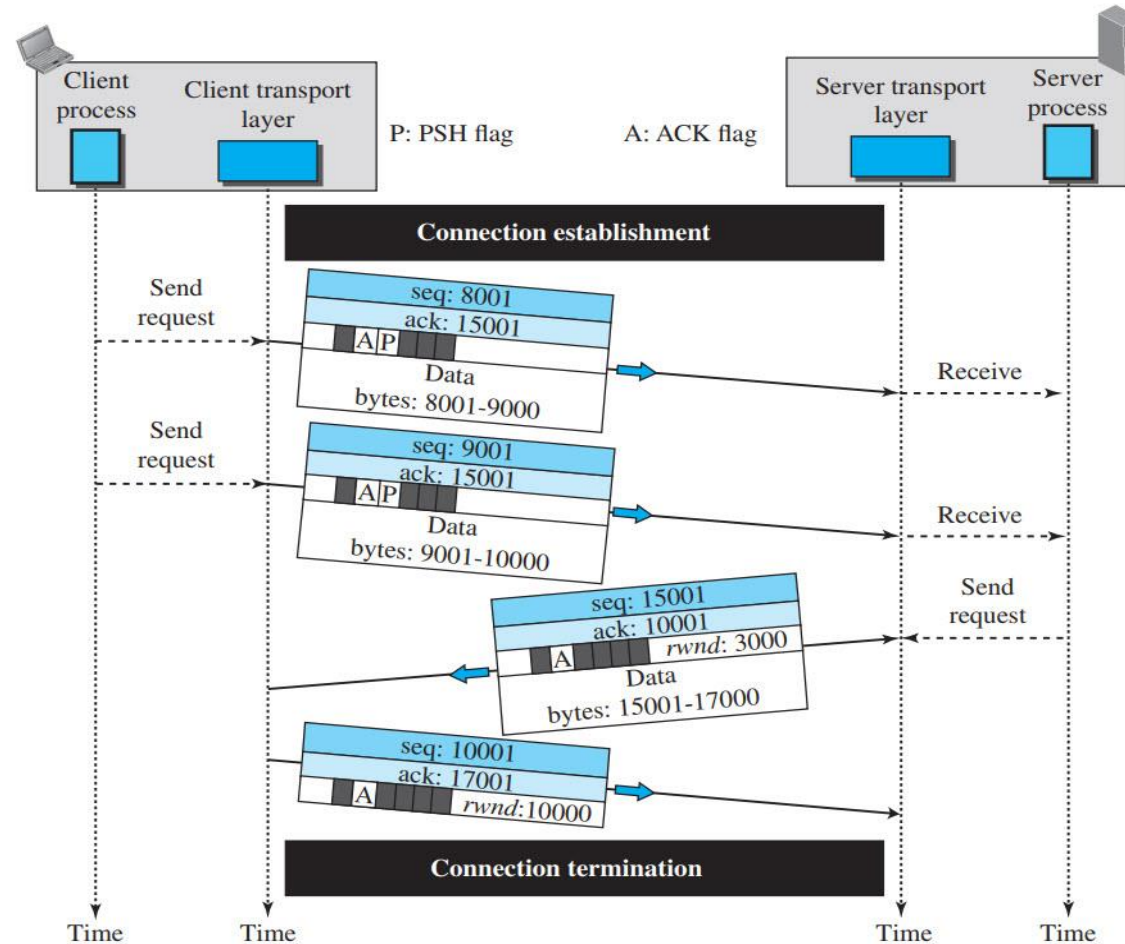 Client
process
Client transport
layer
P: PSH flag
A: ACK flag
Server transport
layer
Server
process
Connection establishment
Send
request
seq: 8001
ack: 15001
A P
Data
bytes: 8001-9000
Receive
Send
request
seq: 9001
ack: 15001
A P
Data
bytes: 9001-10000
Receive
Send
request
seq: 15001
ack: 10001
A rwnd: 3000
Data
bytes: 15001-17000
seq: 10001
ack: 17001
A rwnd:10000
Connection termination
Time
Time
Time
Time